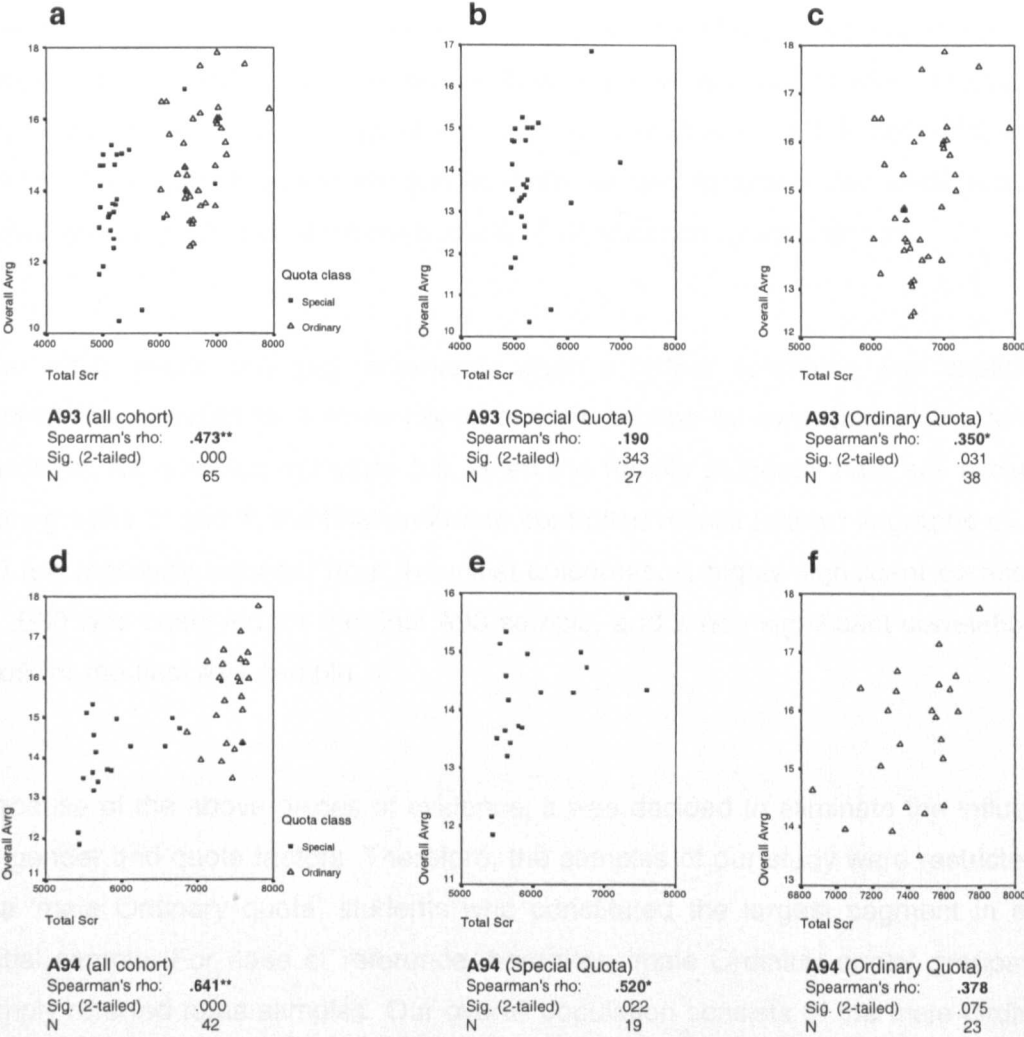 a
b
c
18
16
14
12
10
4000 5000 6000 7000 8000
Overall Avrg
Total Scr
Quota class
Special
Ordinary
17
16
15
14
13
12
11
10
4000 5000 6000 7000 8000
Overall Avrg
Total Scr
18
17
16
15
14
13
12
5000 6000 7000 8000
Overall Avrg
Total Scr
A93 (all cohort)
Spearman's rho: .473**
Sig. (2-tailed) .000
N 65
A93 (Special Quota)
Spearman's rho: .190
Sig. (2-tailed) .343
N 27
A93 (Ordinary Quota)
Spearman's rho: .350*
Sig. (2-tailed) .031
N 38
d
e
f
18
17
16
15
14
13
12
11
5000 6000 7000 8000
Overall Avrg
Total Scr
Quota class
Special
Ordinary
16
15
14
13
12
11
5000 6000 7000 8000
Overall Avrg
Total Scr
18
17
16
15
14
13
6800 7000 7200 7400 7600 7800 8000
Overall Avrg
Total Scr
A94 (all cohort)
Spearman's rho: .641**
Sig. (2-tailed) .000
N 42
A94 (Special Quota)
Spearman's rho: .520*
Sig. (2-tailed) .022
N 19
A94 (Ordinary Quota)
Spearman's rho: .378
Sig. (2-tailed) .075
N 23